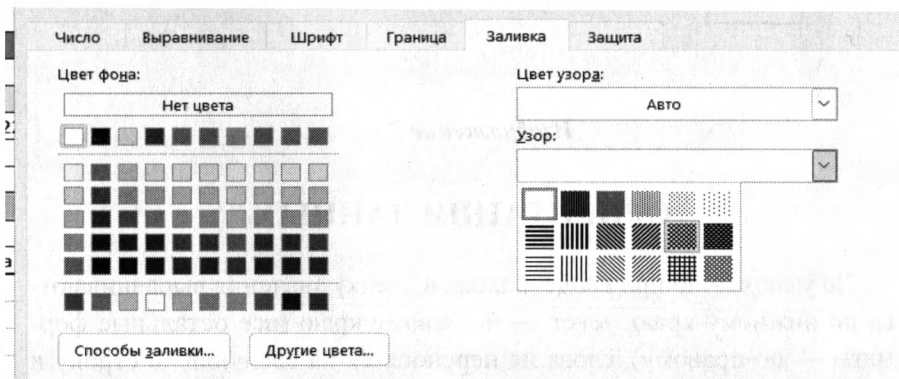 Число Выравнивание Шрифт Граница Заливка Защита
Цвет фона:
Нет цвета
Способы заливки...
Другие цвета...
Цвет узора:
Авто
Узор: